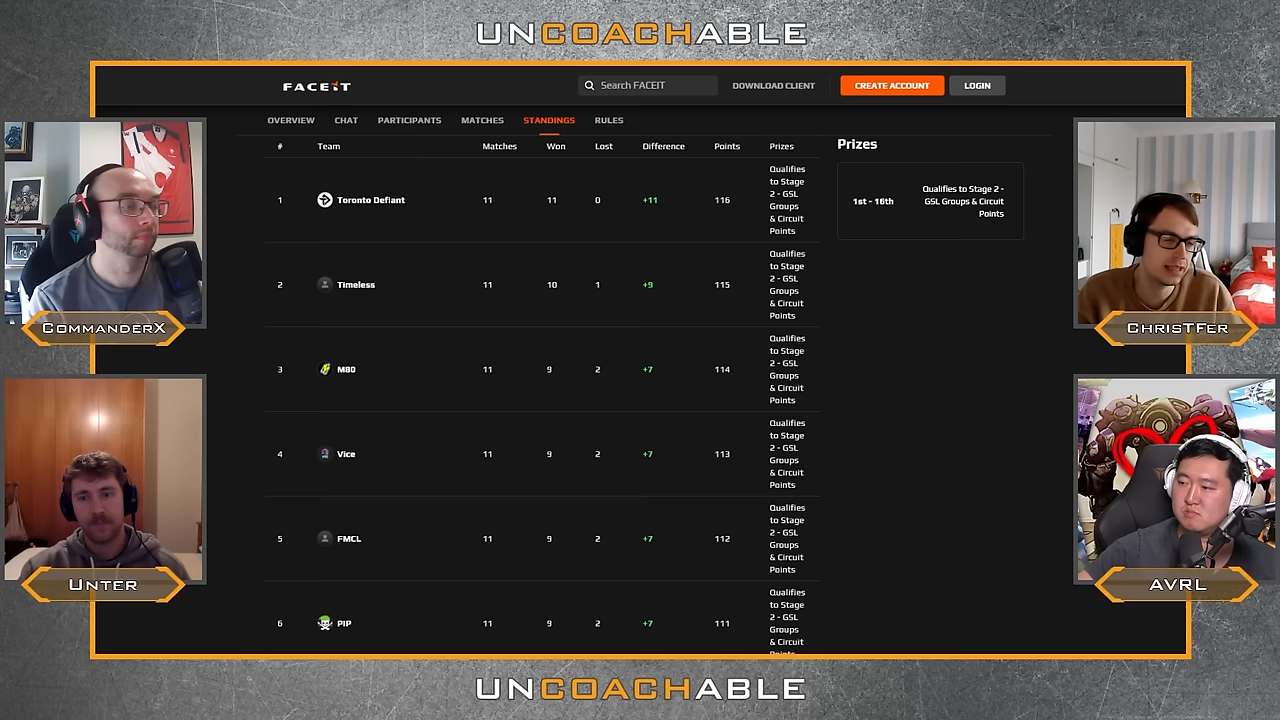 UNCOACHABLE
FACEIT
Search FACEIT
DOWNLOAD CLIENT
CREATE ACCOUNT
LOGIN
OVERVIEW CHAT PARTICIPANTS MATCHES STANDINGS RULES
# Team Matches Won Lost Difference Points Prizes
Prizes
1st - 16th
Qualifies to Stage 2 -
GSL Groups & Circuit
Points
1 Toronto Defiant 11 11 0 +11 116
Qualifies
to Stage
2 - GSL
Groups
& Circuit
Points
2 Timeless 11 10 1 +9 115
Qualifies
to Stage
2 - GSL
Groups
& Circuit
Points
3 M80 11 9 2 +7 114
Qualifies
to Stage
2 - GSL
Groups
& Circuit
Points
4 Vice 11 9 2 +7 113
Qualifies
to Stage
2 - GSL
Groups
& Circuit
Points
5 FMCL 11 9 2 +7 112
Qualifies
to Stage
2 - GSL
Groups
& Circuit
Points
6 PIP 11 9 2 +7 111
Qualifies
to Stage
2 - GSL
Groups
& Circuit
Points
CommanderX
ChrisTFer
Unter
AVRL
UNCOACHABLE